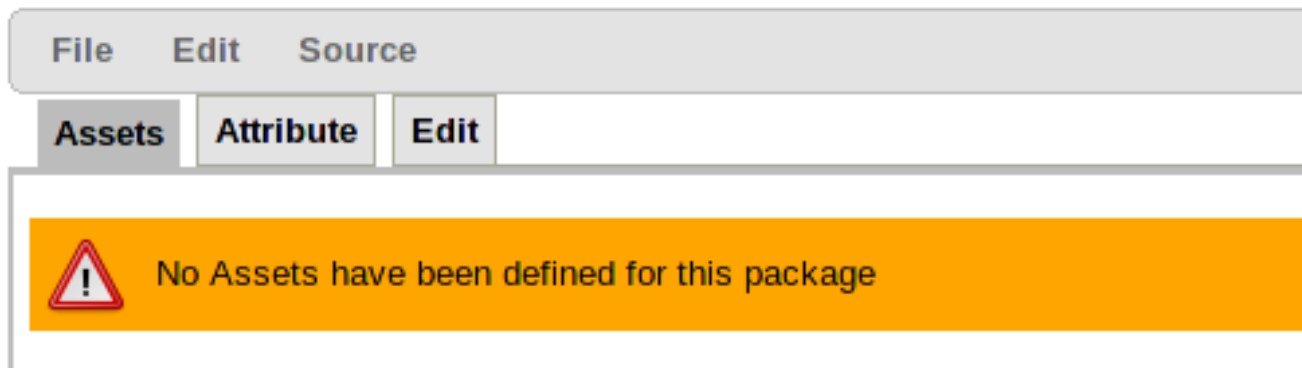 File Edit Source
Assets Attribute Edit
! No Assets have been defined for this package